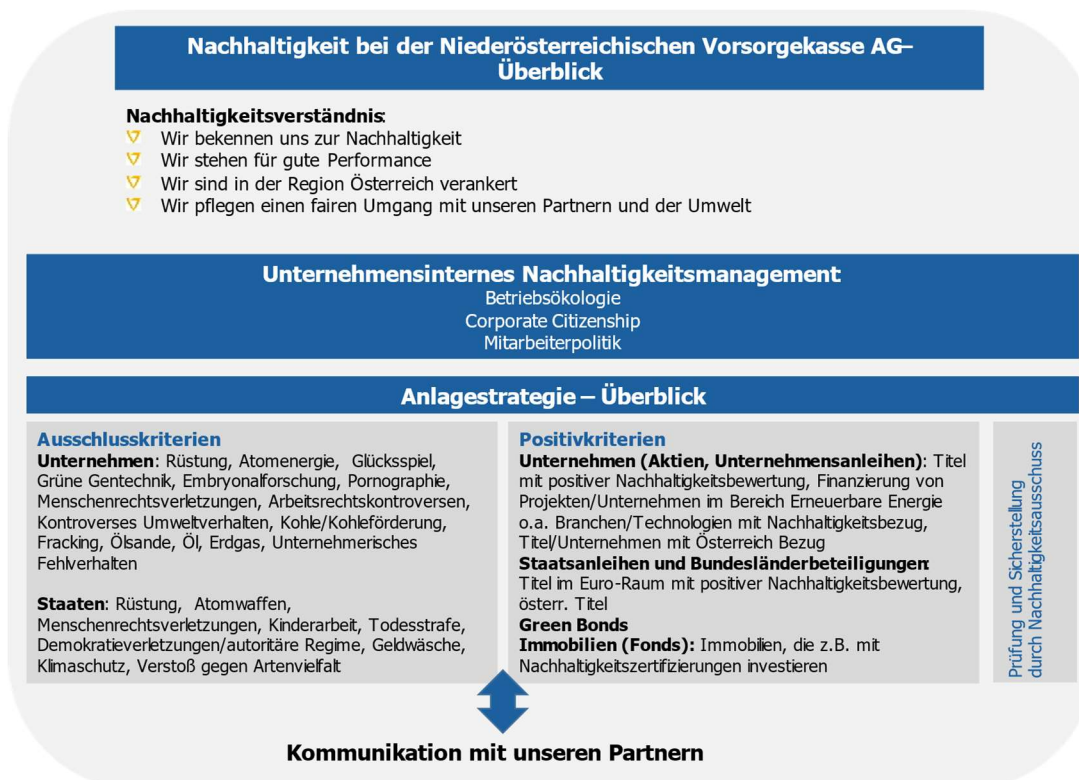 Nachhaltigkeit bei der Niederösterreichischen Vorsorgekasse AG–
Überblick
Nachhaltigkeitsverständnis:
Wir bekennen uns zur Nachhaltigkeit
Wir stehen für gute Performance
Wir sind in der Region Österreich verankert
Wir pflegen einen fairen Umgang mit unseren Partnern und der Umwelt
Unternehmensinternes Nachhaltigkeitsmanagement
Betriebsökologie
Corporate Citizenship
Mitarbeiterpolitik
Anlagestrategie – Überblick
Ausschlusskriterien
Unternehmen: Rüstung, Atomenergie, Glücksspiel,
Grüne Gentechnik, Embryonalforschung, Pornographie,
Menschenrechtsverletzungen, Arbeitsrechtskontroversen,
Kontroverses Umweltverhalten, Kohle/Kohleförderung,
Fracking, Ölsande, Öl, Erdgas, Unternehmerisches
Fehlverhalten
Staaten: Rüstung, Atomwaffen,
Menschenrechtsverletzungen, Kinderarbeit, Todesstrafe,
Demokratieverletzungen/autoritäre Regime, Geldwäsche,
Klimaschutz, Verstoß gegen Artenvielfalt
Positivkriterien
Unternehmen (Aktien, Unternehmensanleihen): Titel
mit positiver Nachhaltigkeitsbewertung, Finanzierung von
Projekten/Unternehmen im Bereich Erneuerbare Energie
o.a. Branchen/Technologien mit Nachhaltigkeitsbezug,
Titel/Unternehmen mit Österreich Bezug
Staatsanleihen und Bundesländerbeteiligungen:
Titel im Euro-Raum mit positiver Nachhaltigkeitsbewertung,
österr. Titel
Green Bonds
Immobilien (Fonds): Immobilien, die z.B. mit
Nachhaltigkeitszertifizierungen investieren
Prüfung und Sicherstellung
durch Nachhaltigkeitsausschuss
Kommunikation mit unseren Partnern